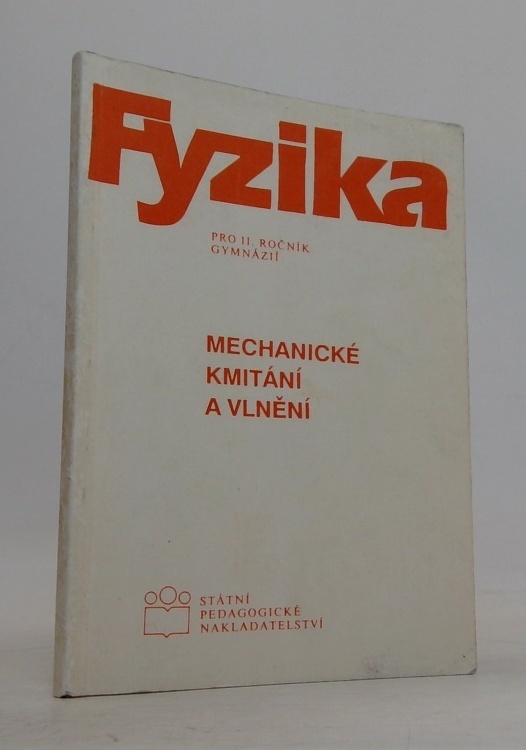 Fyzika
PRO II. ROČNÍK
GYMNÁZIÍ
MECHANICKÉ
KMITÁNÍ
A VLNĚNÍ
STÁTNÍ
PEDAGOGICKÉ
NAKLADATELSTVÍ